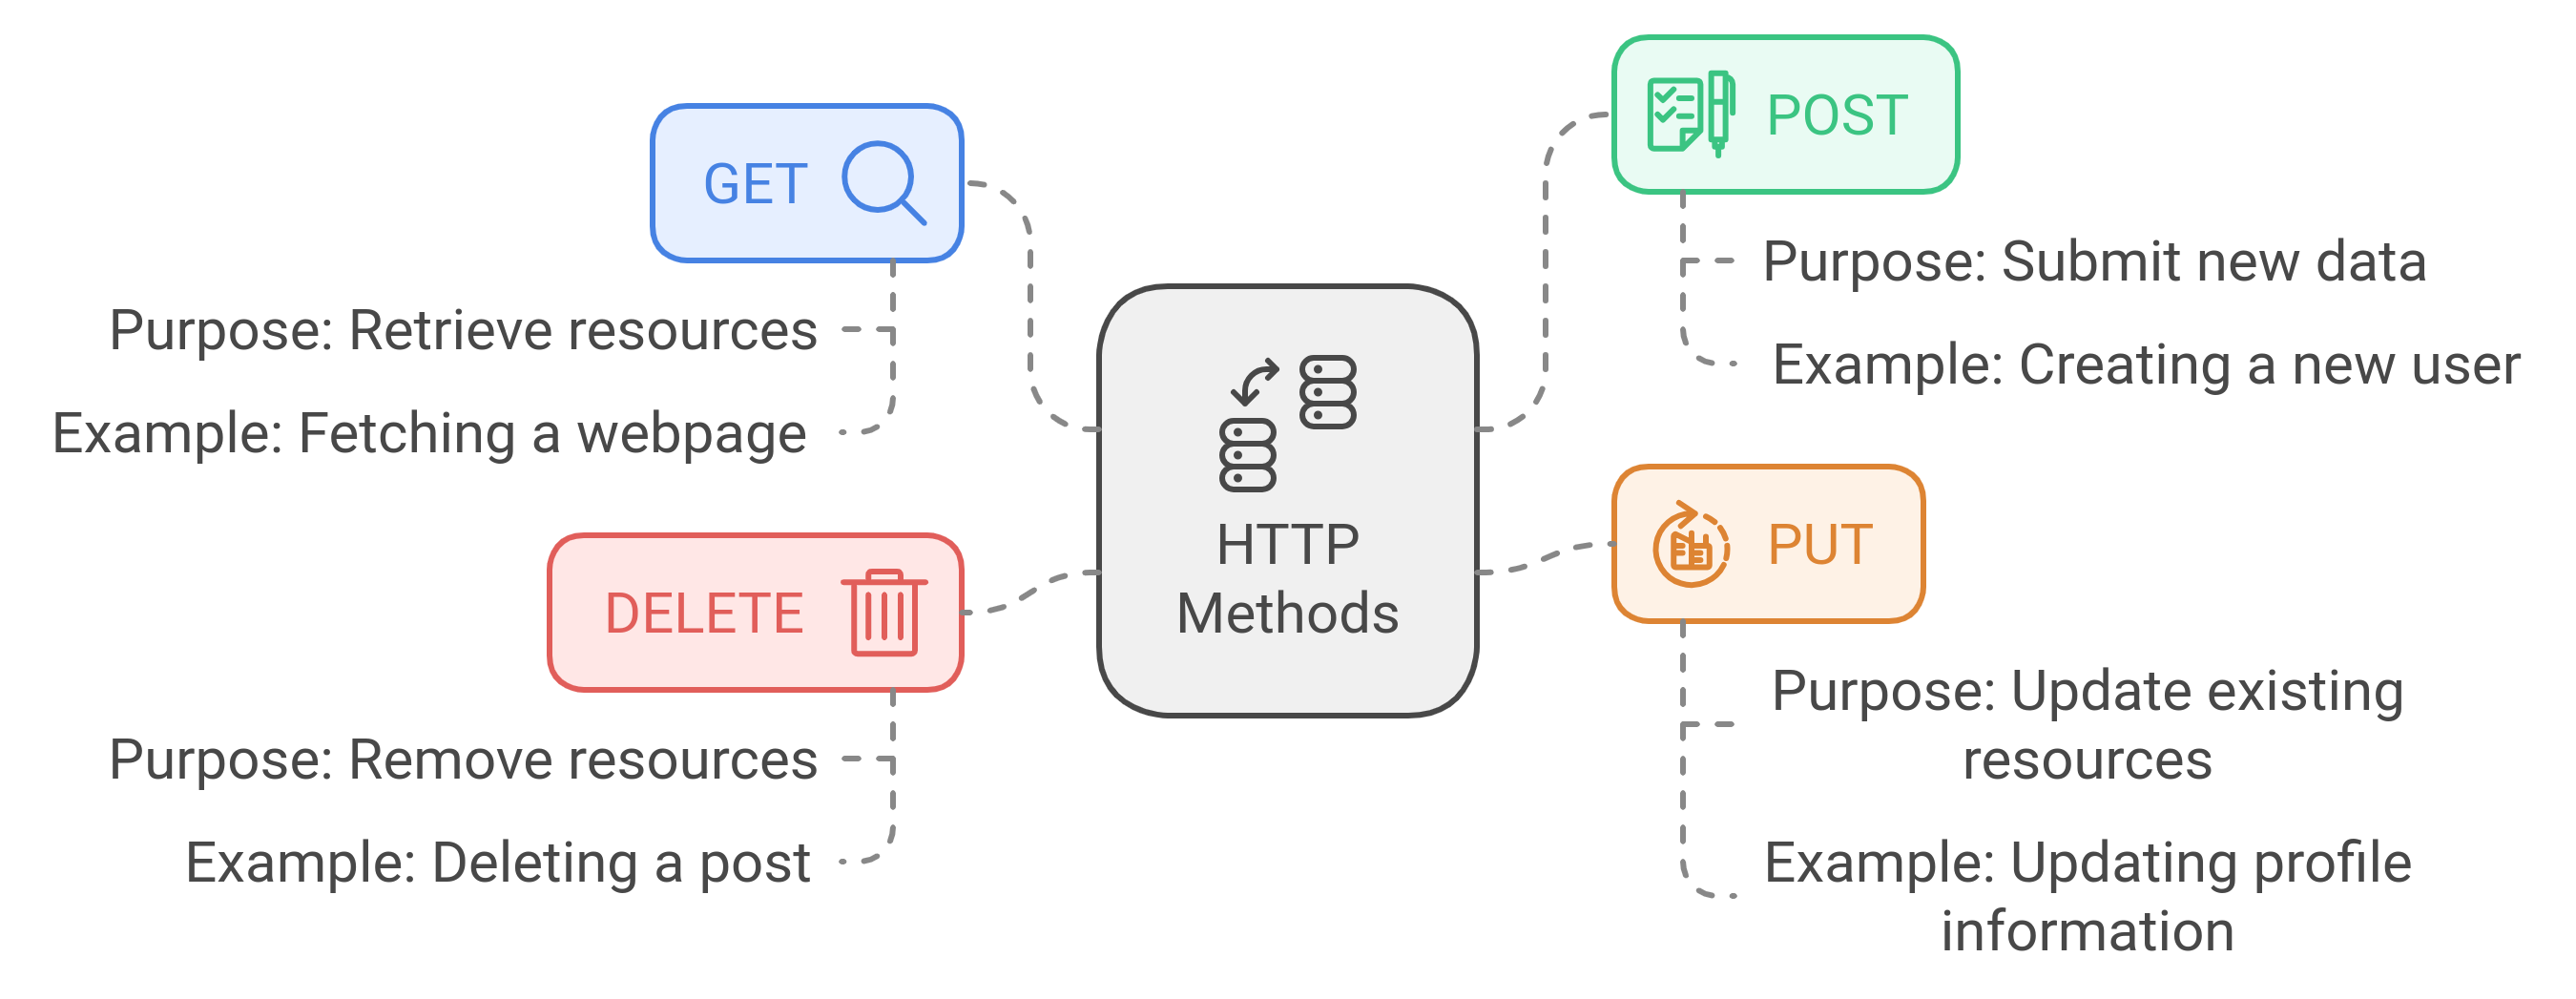 GET
Purpose: Retrieve resources
Example: Fetching a webpage
DELETE
Purpose: Remove resources
Example: Deleting a post
HTTP
Methods
POST
Purpose: Submit new data
Example: Creating a new user
PUT
Purpose: Update existing
resources
Example: Updating profile
information